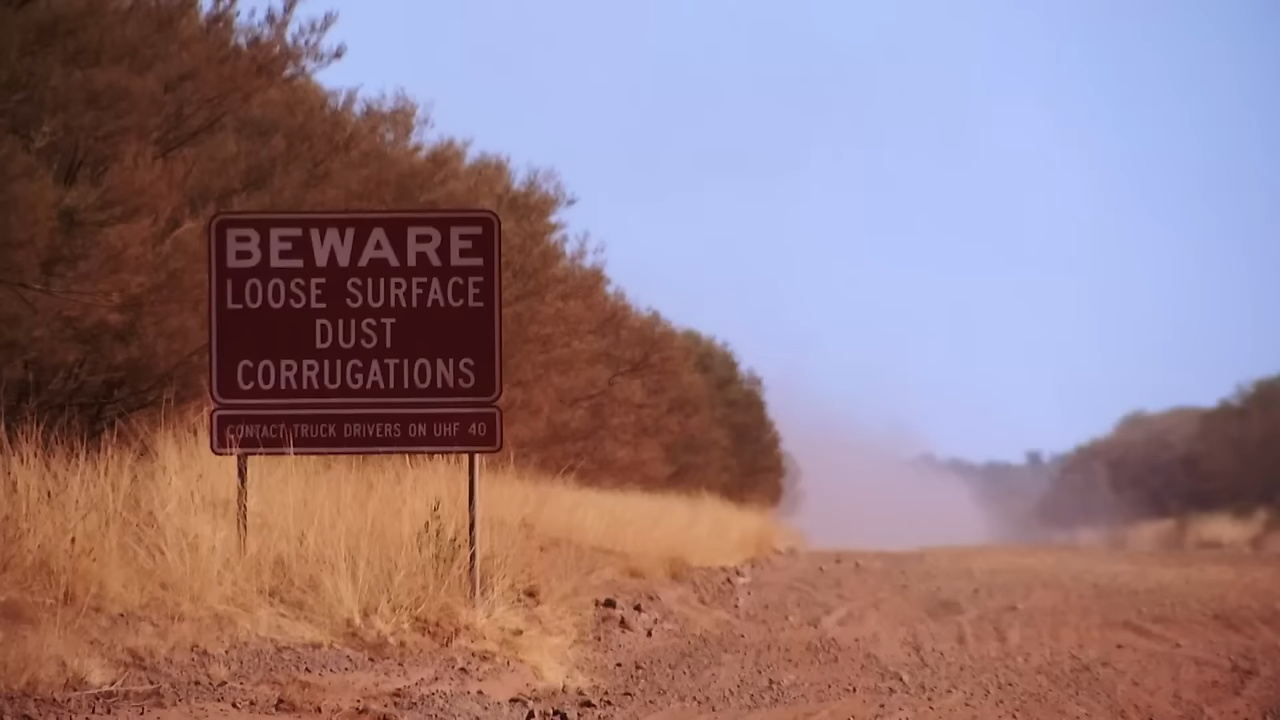 BEWARE
LOOSE SURFACE
DUST
CORRUGATIONS
CONTACT TRUCK DRIVERS ON UHF 40